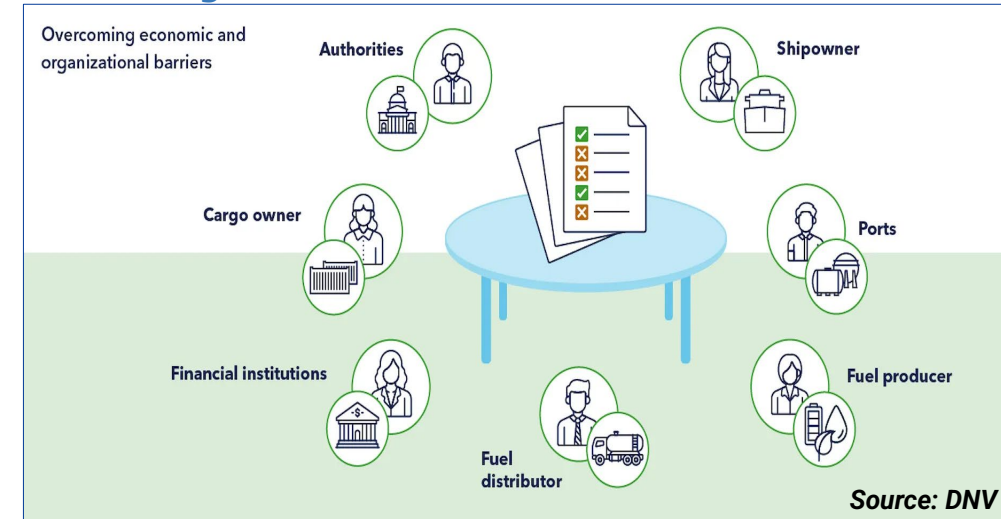 Overcoming economic and
organizational barriers
Authorities
Shipowner
Cargo owner
Ports
Financial institutions
Fuel producer
Fuel
distributor
Source: DNV